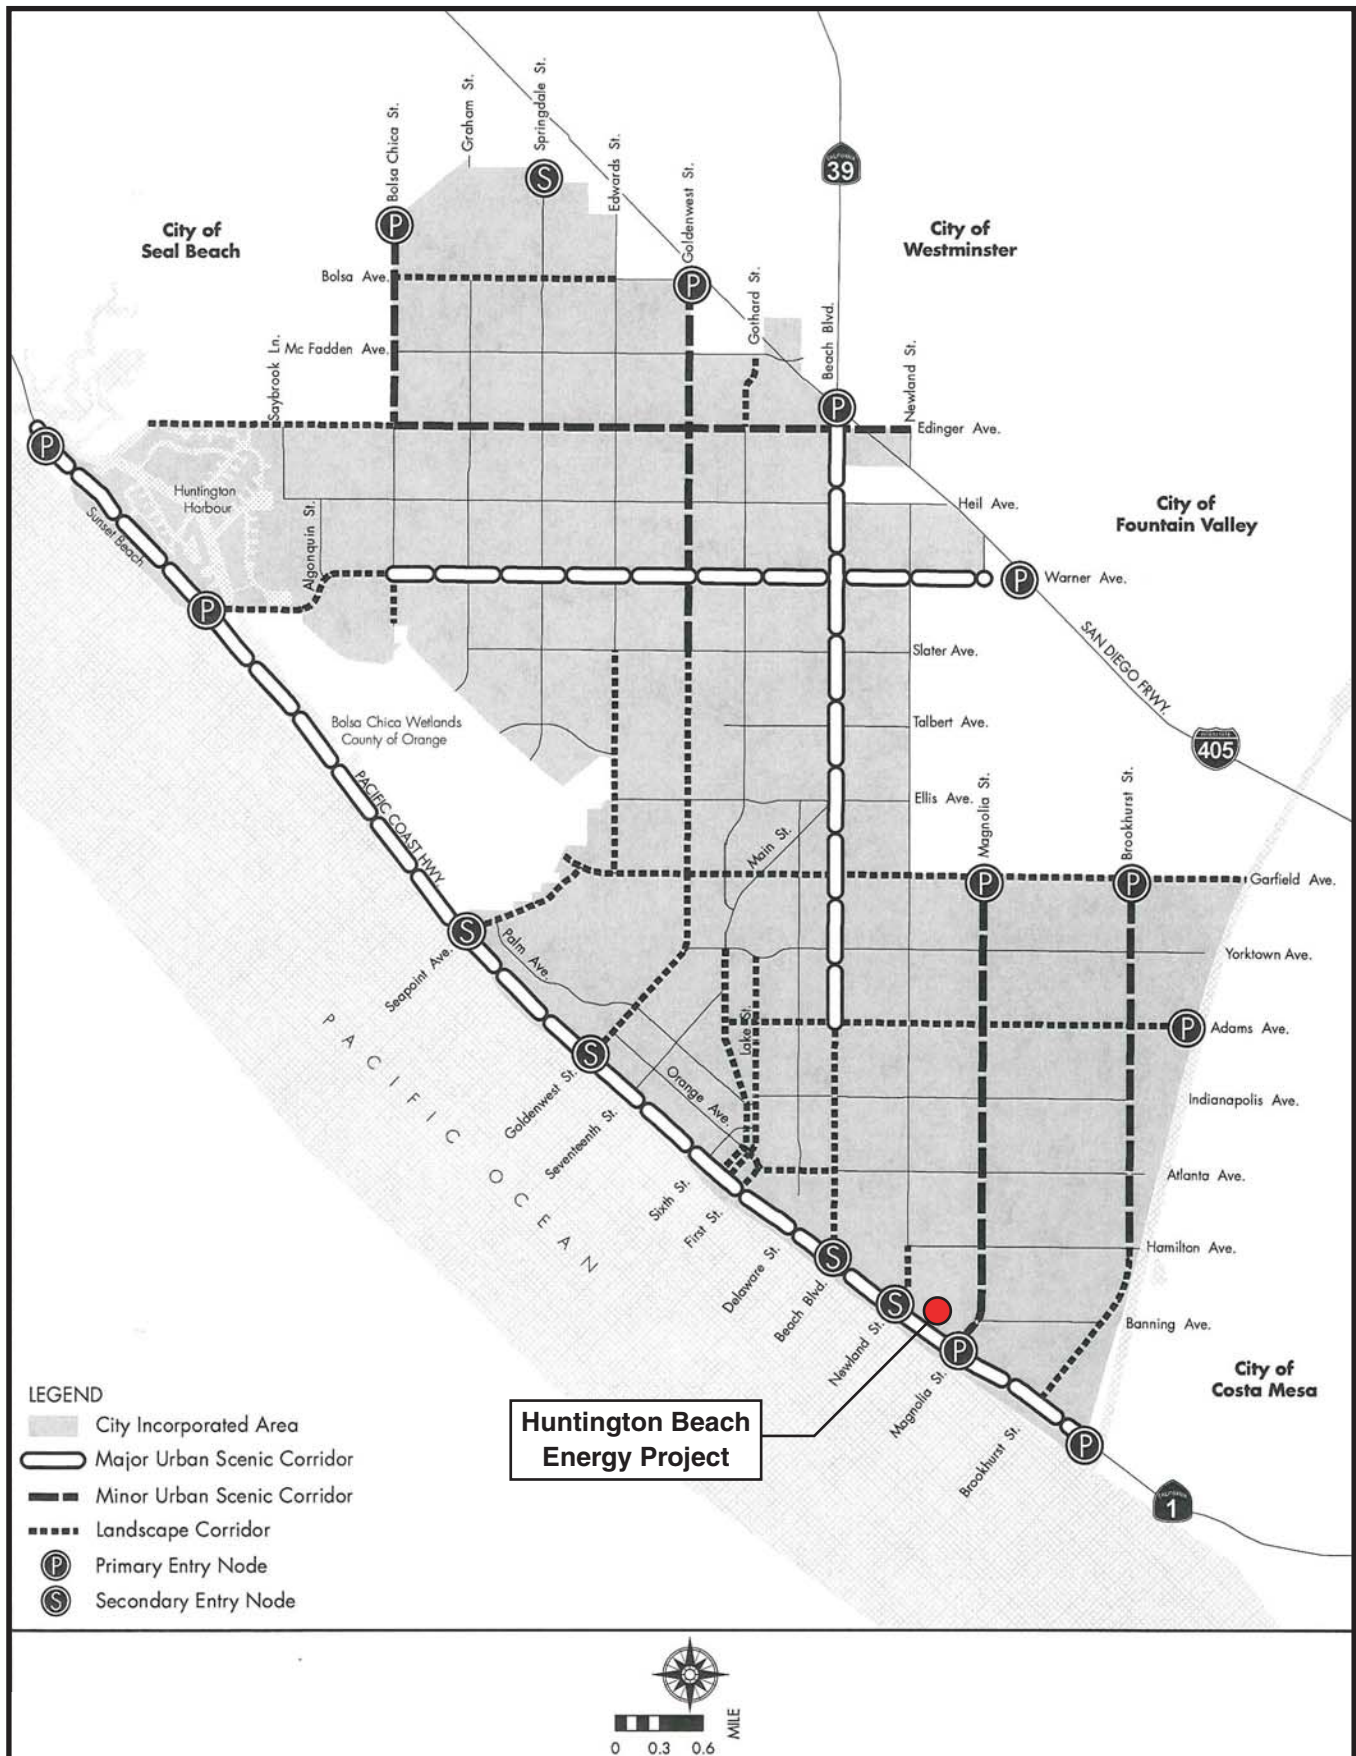 Bolsa Chica St.
Graham St.
Springdale St.
Edwards St.
Goldenwest St.
Gothard St.
Beach Blvd.
Newland St.
CALIFORNIA
39
City of
Seal Beach
City of
Westminster
P
S
P
P
P
Bolsa Ave.
Mc Fadden Ave.
Saybrook Ln.
Edinger Ave.
Huntington
Harbour
Algonquin St.
Sunset Beach
Heil Ave.
City of
Fountain Valley
P
Warner Ave.
P
Slater Ave.
SAN DIEGO FRWY.
INTERSTATE
405
Bolsa Chica Wetlands
County of Orange
Talbert Ave.
PACIFIC COAST HWY.
Ellis Ave.
Main St.
Magnolia St.
Brookhurst St.
P
P
Garfield Ave.
S
Seapoint Ave.
Palm Ave.
Yorktown Ave.
Lake St.
P
Adams Ave.
PACIFIC OCEAN
S
Goldenwest St.
Orange Ave.
Indianapolis Ave.
Seventeenth St.
Atlanta Ave.
Sixth St.
First St.
Hamilton Ave.
Delaware St.
S
Beach Blvd.
S
Newland St.
Banning Ave.
P
Magnolia St.
City of
Costa Mesa
Huntington Beach
Energy Project
Brookhurst St.
P
CALIFORNIA
1
LEGEND
City Incorporated Area
Major Urban Scenic Corridor
Minor Urban Scenic Corridor
Landscape Corridor
P Primary Entry Node
S Secondary Entry Node
MILE
0 0.3 0.6